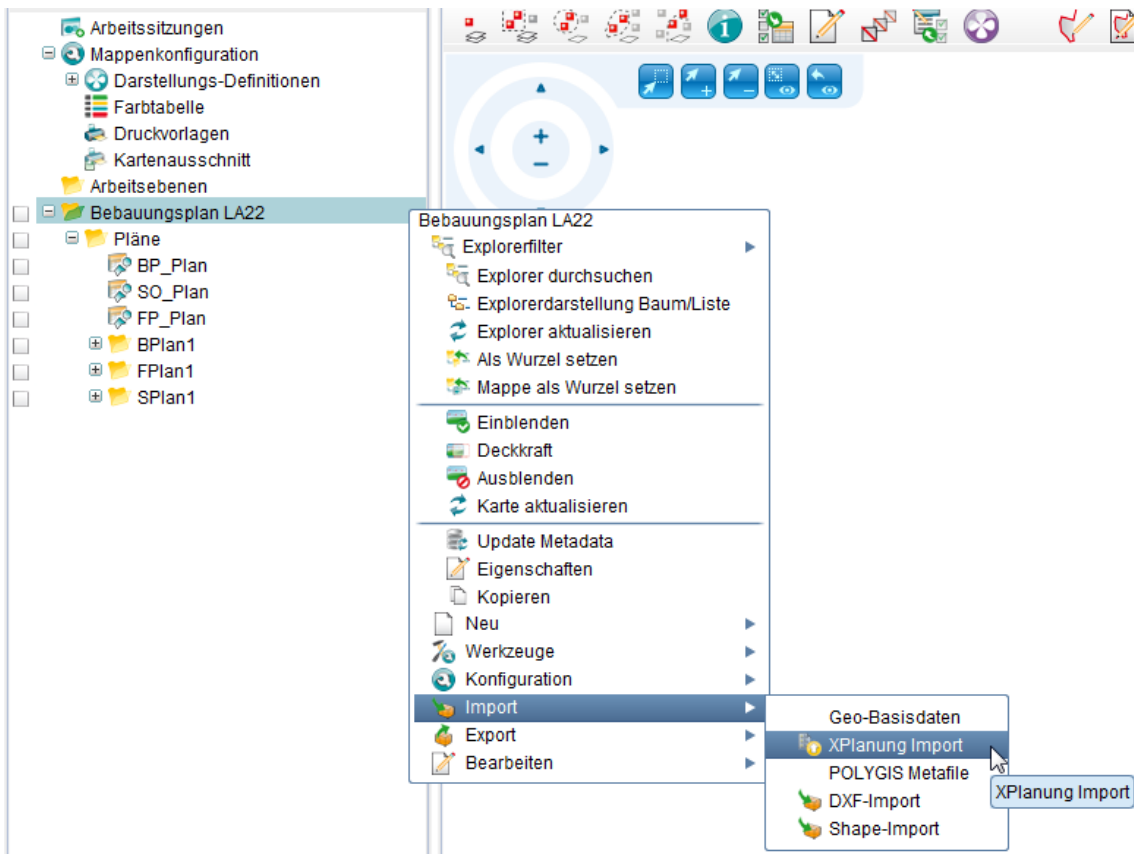 Arbeitssitzungen
Mappenkonfiguration
Darstellungs-Definitionen
Farbtabelle
Druckvorlagen
Kartenausschnitt
Arbeitsebenen
Bebauungsplan LA22
Pläne
BP_Plan
SO_Plan
FP_Plan
BPlan1
FPlan1
SPlan1
Bebauungsplan LA22
Explorerfilter
Explorer durchsuchen
Explorerdarstellung Baum/Liste
Explorer aktualisieren
Als Wurzel setzen
Mappe als Wurzel setzen
Einblenden
Deckkraft
Ausblenden
Karte aktualisieren
Update Metadata
Eigenschaften
Kopieren
Neu
Werkzeuge
Konfiguration
Import
Export
Bearbeiten
Geo-Basisdaten
XPlanung Import
POLYGIS Metafile
DXF-Import
Shape-Import
XPlanung Import